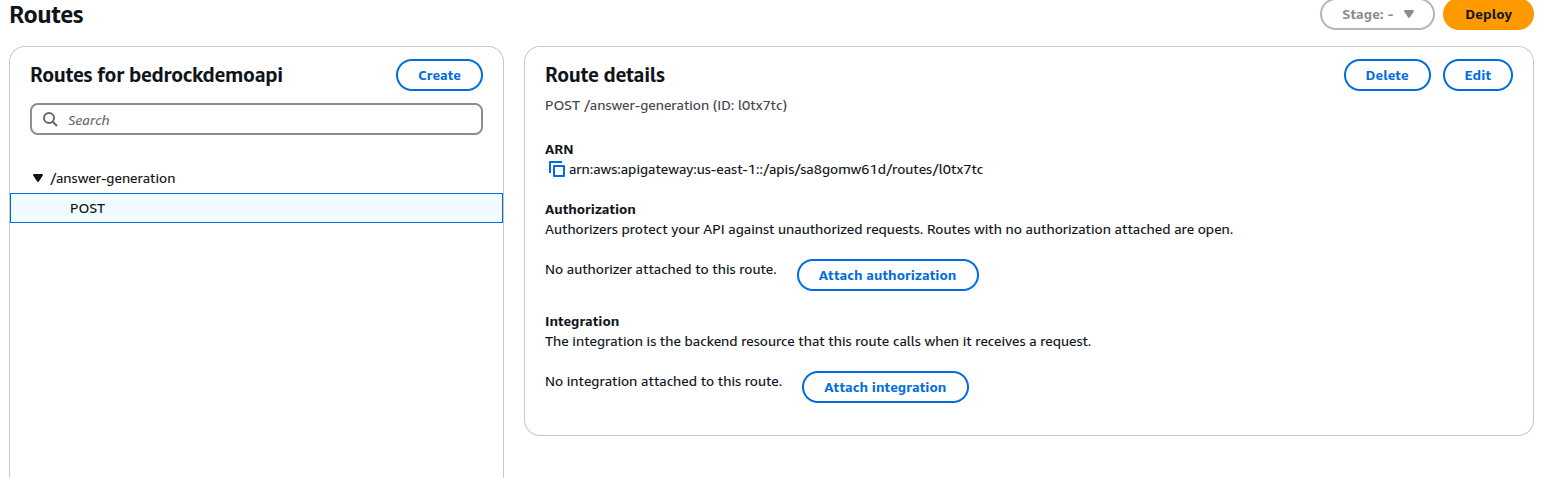 Routes
Stage: -
Deploy
Routes for bedrockdemoapi
Create
Search
/answer-generation
POST
Route details
Delete
Edit
POST /answer-generation (ID: l0tx7tc)
ARN
arn:aws:apigateway:us-east-1::/apis/sa8gomw61d/routes/l0tx7tc
Authorization
Authorizers protect your API against unauthorized requests. Routes with no authorization attached are open.
No authorizer attached to this route.
Attach authorization
Integration
The integration is the backend resource that this route calls when it receives a request.
No integration attached to this route.
Attach integration